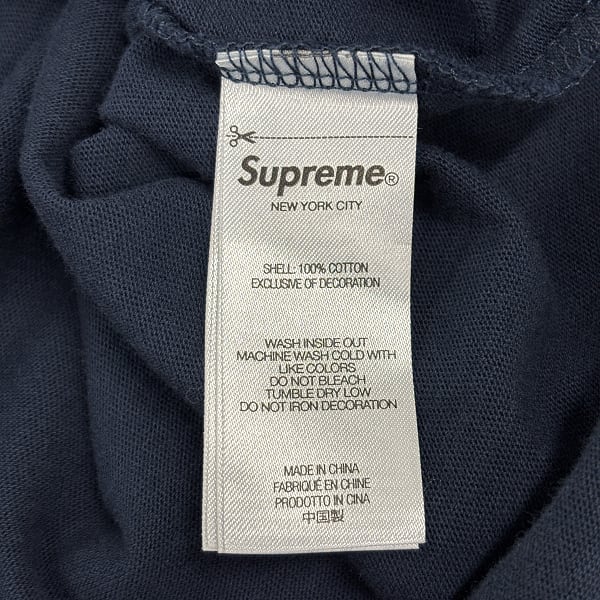 Supreme®
NEW YORK CITY
SHELL: 100% COTTON
EXCLUSIVE OF DECORATION
WASH INSIDE OUT
MACHINE WASH COLD WITH
LIKE COLORS
DO NOT BLEACH
TUMBLE DRY LOW
DO NOT IRON DECORATION
MADE IN CHINA
FABRIQUÉ EN CHINE
PRODOTTO IN CINA
中国製